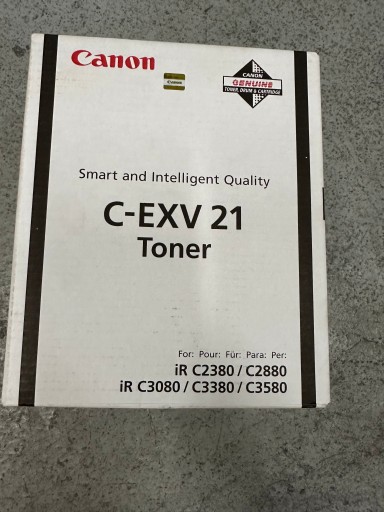 Canon
CANON
GENUINE
TONER, DRUM & CARTRIDGE
Smart and Intelligent Quality
C-EXV 21
Toner
For: Pour: Für: Para: Per:
iR C2380 / C2880
iR C3080 / C3380 / C3580